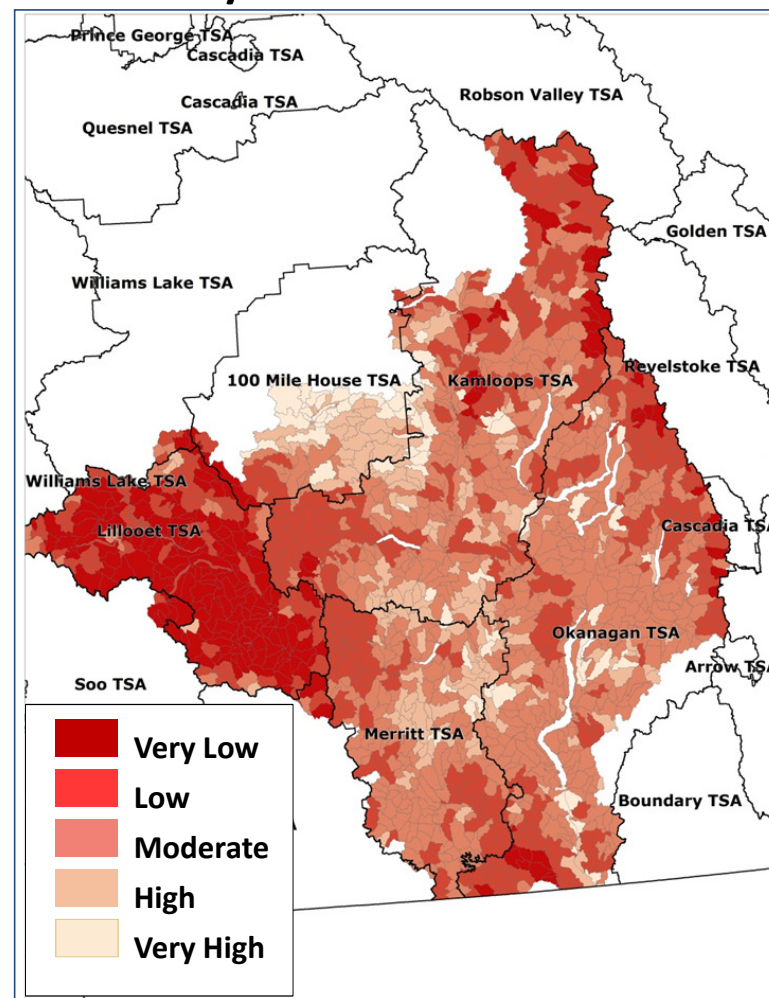 Prince George TSA
Cascadia TSA
Cascadia TSA
Robson Valley TSA
Quesnel TSA
Golden TSA
Williams Lake TSA
Revelstoke TSA
100 Mile House TSA
Kamloops TSA
Williams Lake TSA
Cascadia TSA
Lillooet TSA
Okanagan TSA
Arrow TSA
Soo TSA
Merritt TSA
Boundary TSA
Very Low
Low
Moderate
High
Very High